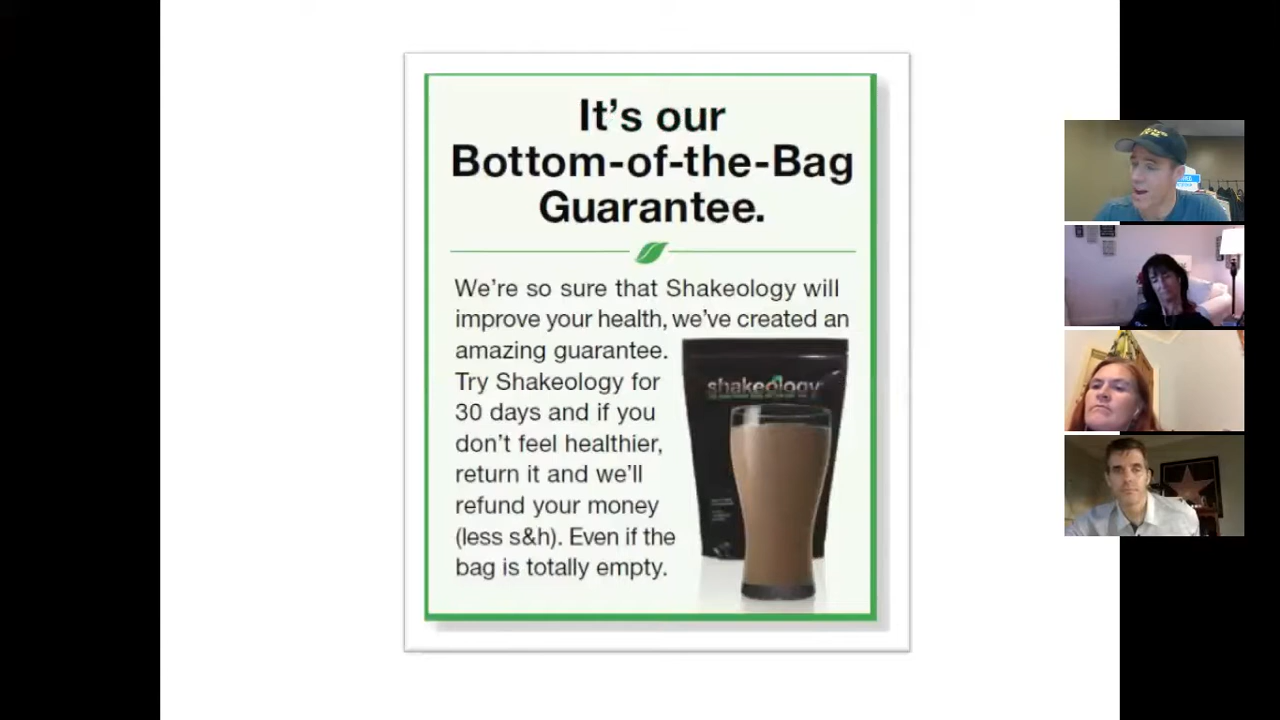 It's our
Bottom-of-the-Bag
Guarantee.
We're so sure that Shakeology will
improve your health, we've created an
amazing guarantee.
Try Shakeology for
30 days and if you
don't feel healthier,
return it and we'll
refund your money
(less s&h). Even if the
bag is totally empty.
shakeology